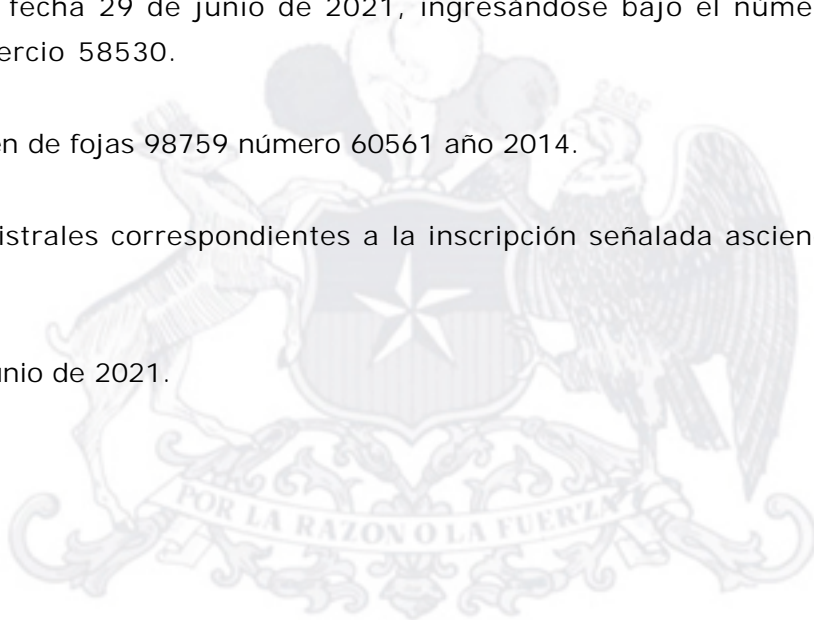 fecha 29 de junio de 2021, ingresándose bajo el núme
ercio 58530.
en de fojas 98759 número 60561 año 2014.
istrales correspondientes a la inscripción señalada ascien
unio de 2021.
POR LA RAZON O LA FUERZA